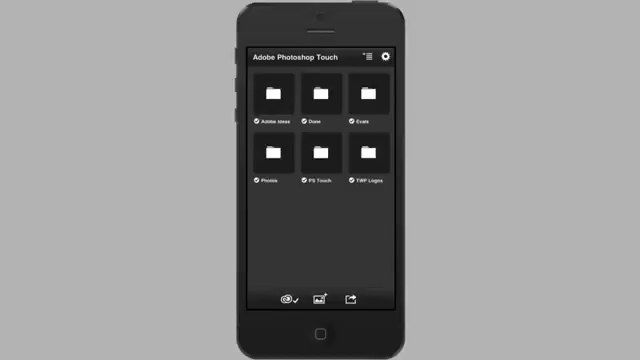 Adobe Photoshop Touch
Adobe Ideas
Done
Evals
Photos
PS Touch
TWF Logos